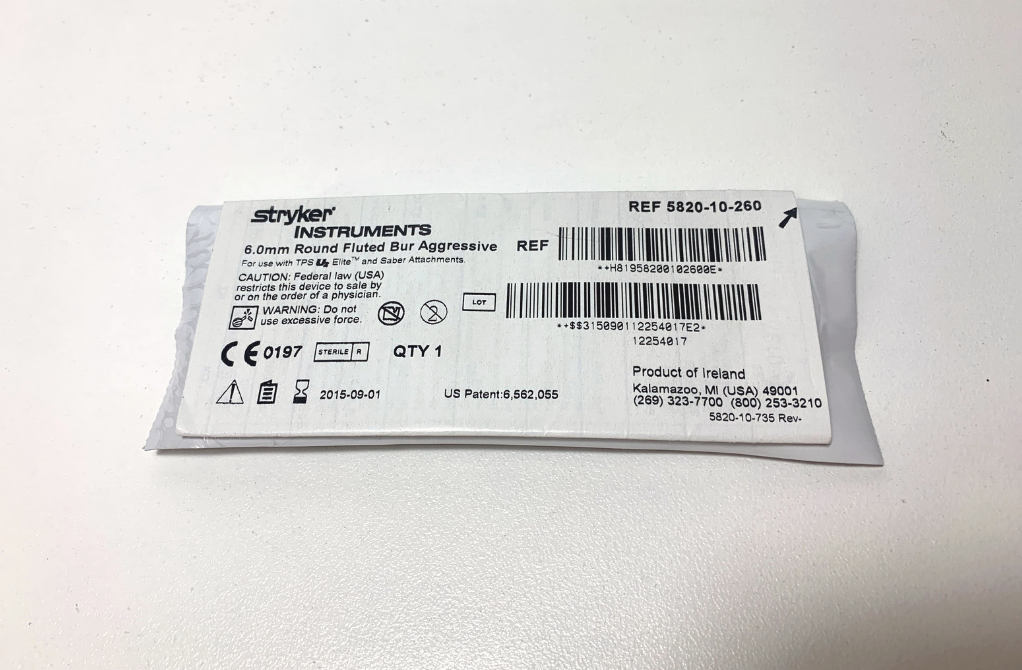 stryker®
INSTRUMENTS
REF 5820-10-260
6.0mm Round Fluted Bur Aggressive
REF
For use with TPS U2 Elite™ and Saber Attachments.
**H81958200102600E*
CAUTION: Federal law (USA)
restricts this device to sale by
or on the order of a physician.
LOT
WARNING: Do not
use excessive force.
2
*+$$315090112254017E2*
12254017
CE 0197
STERILE R
QTY 1
Product of Ireland
Kalamazoo, MI (USA) 49001
(269) 323-7700 (800) 253-3210
2015-09-01
US Patent:6,562,055
5820-10-735 Rev-